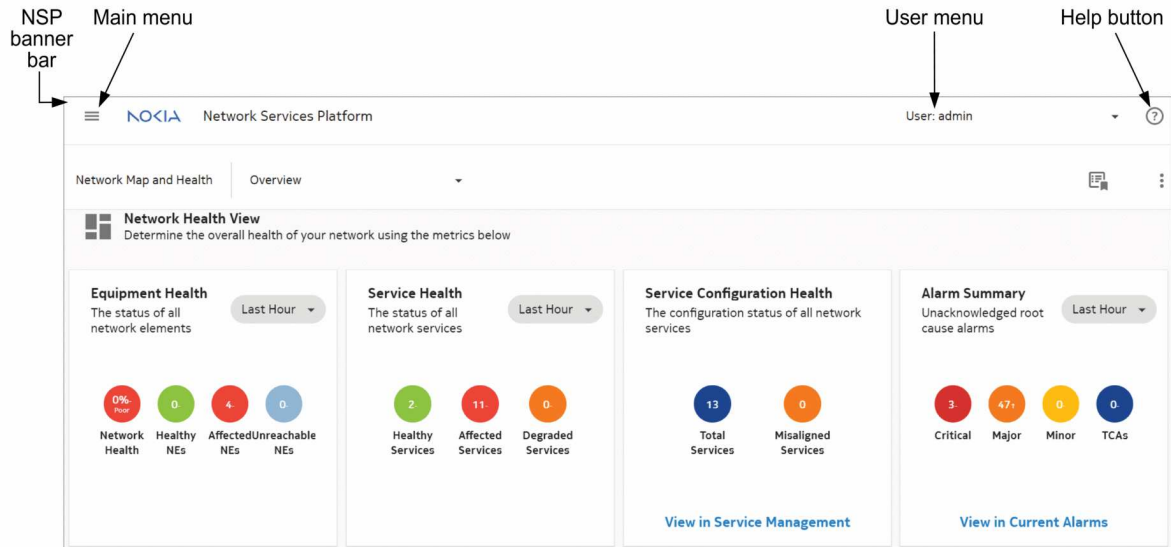 NSP
banner
bar
Main menu
User menu
Help button
NOKIA Network Services Platform
User: admin
?
Network Map and Health
Overview
Network Health View
Determine the overall health of your network using the metrics below
Equipment Health
The status of all
network elements
Last Hour
0%-
Poor
0-
4-
0-
Network
Health
Healthy
NEs
Affected
NEs
Unreachable
NEs
Service Health
The status of all
network services
Last Hour
2-
11-
0-
Healthy
Services
Affected
Services
Degraded
Services
Service Configuration Health
The configuration status of all network
services
13
0
Total
Services
Misaligned
Services
View in Service Management
Alarm Summary
Unacknowledged root
cause alarms
Last Hour
3-
47↑
0
0-
Critical
Major
Minor
TCAs
View in Current Alarms